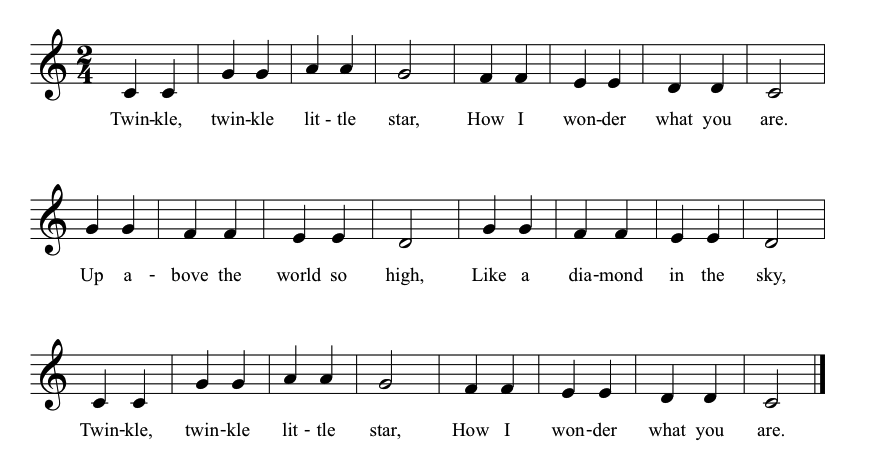 2
4
Twin-kle, twin-kle lit - tle star, How I won-der what you are.
Up a - bove the world so high, Like a dia-mond in the sky,
Twin-kle, twin-kle lit - tle star, How I won-der what you are.